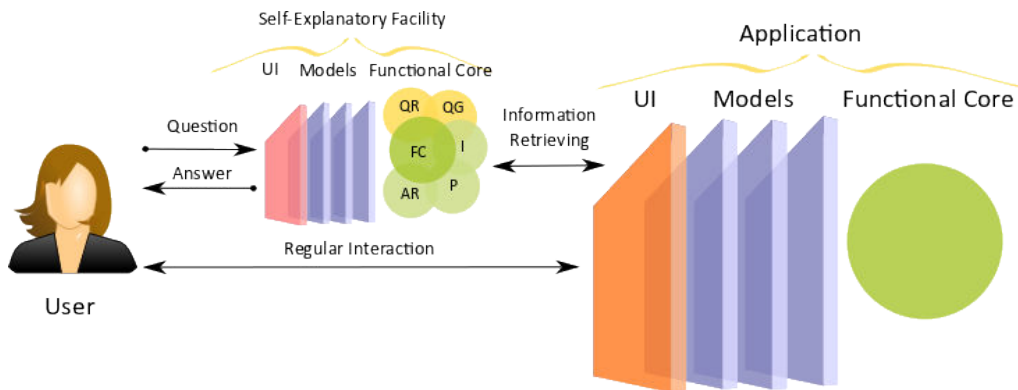 Self-Explanatory Facility
Application
UI Models Functional Core
UI Models Functional Core
QR QG
Question
Information
Retrieving
FC I
Answer
AR P
Regular Interaction
User